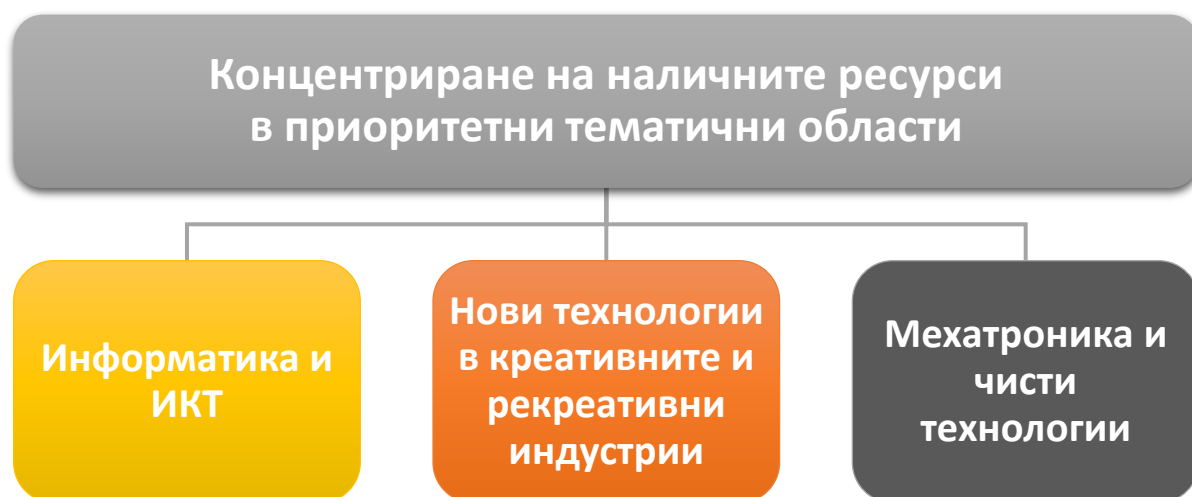 Концентриране на наличните ресурси
в приоритетни тематични области
Информатика и
ИКТ
Нови технологии
в креативните и
рекреативни
индустрии
Мехатроника и
чисти
технологии